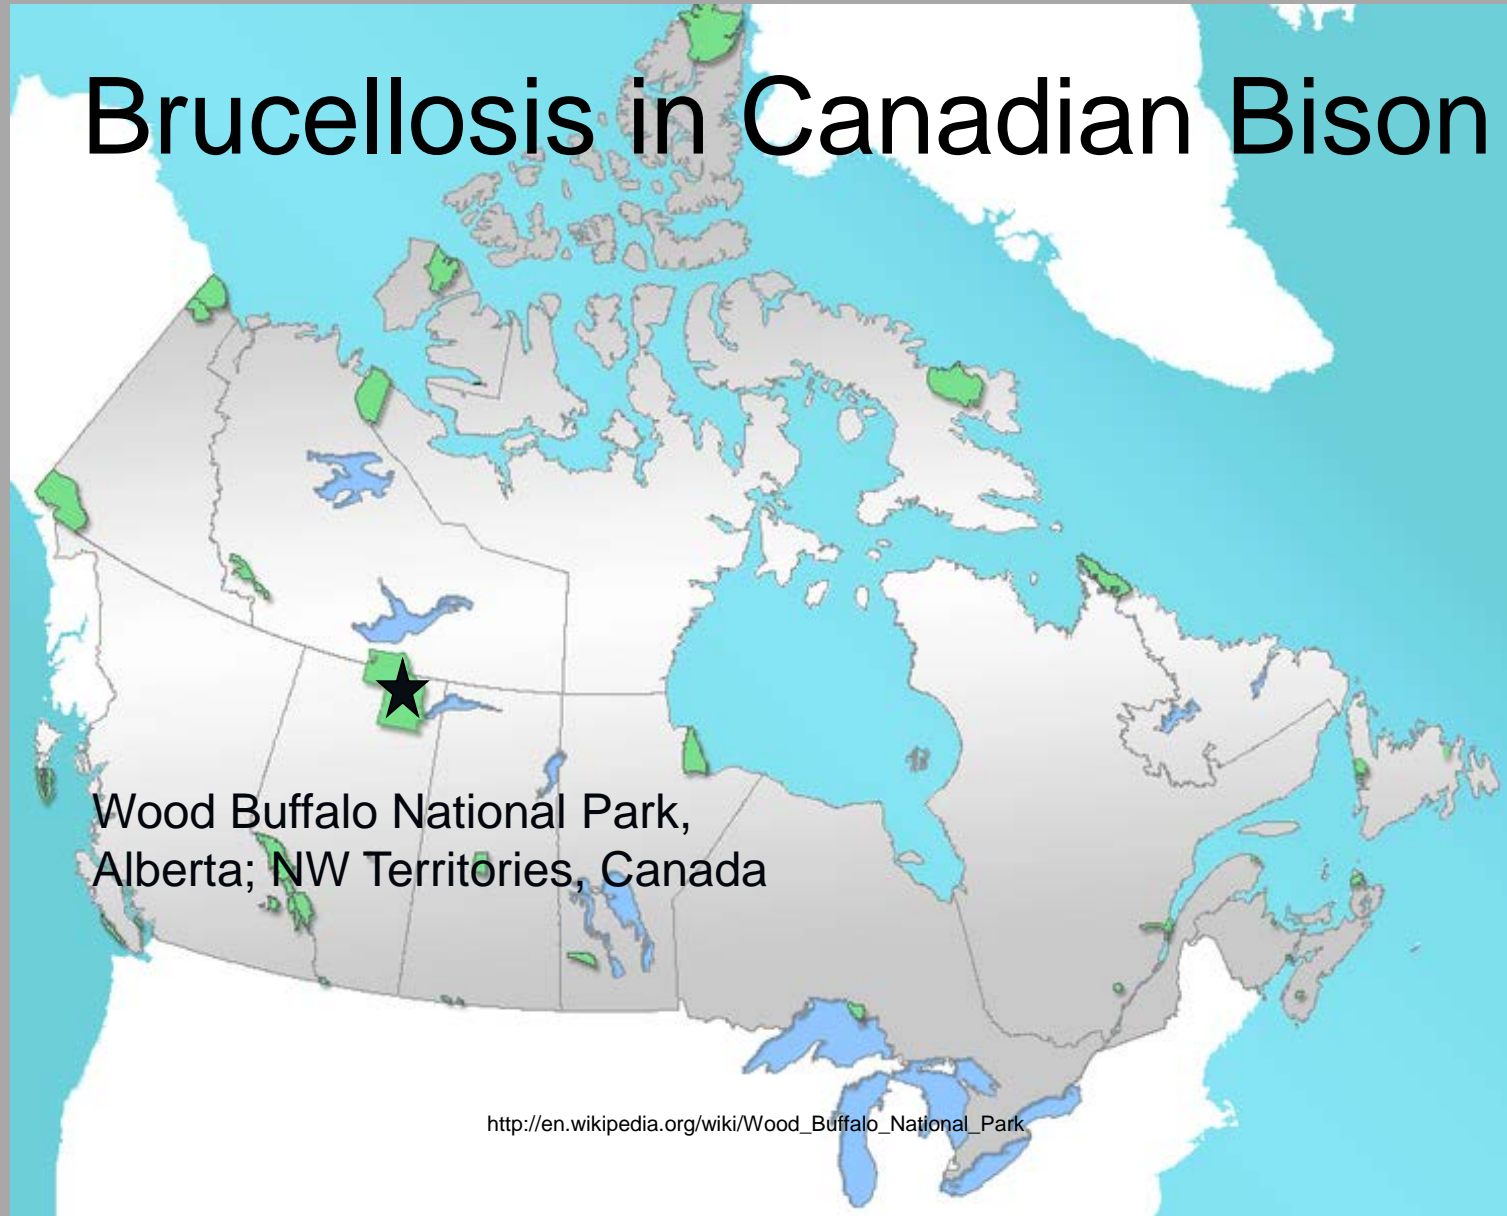 Brucellosis in Canadian Bison
Wood Buffalo National Park,
Alberta; NW Territories, Canada
http://en.wikipedia.org/wiki/Wood_Buffalo_National_Park